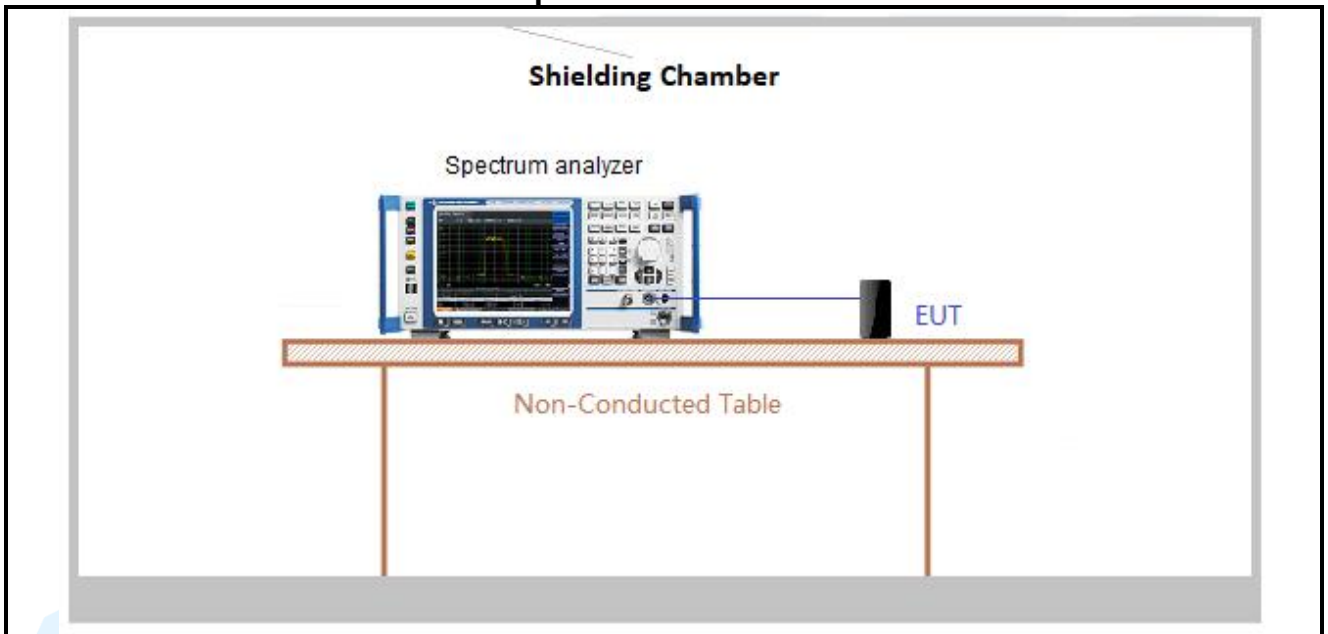 Shielding Chamber
Spectrum analyzer
EUT
Non-Conducted Table